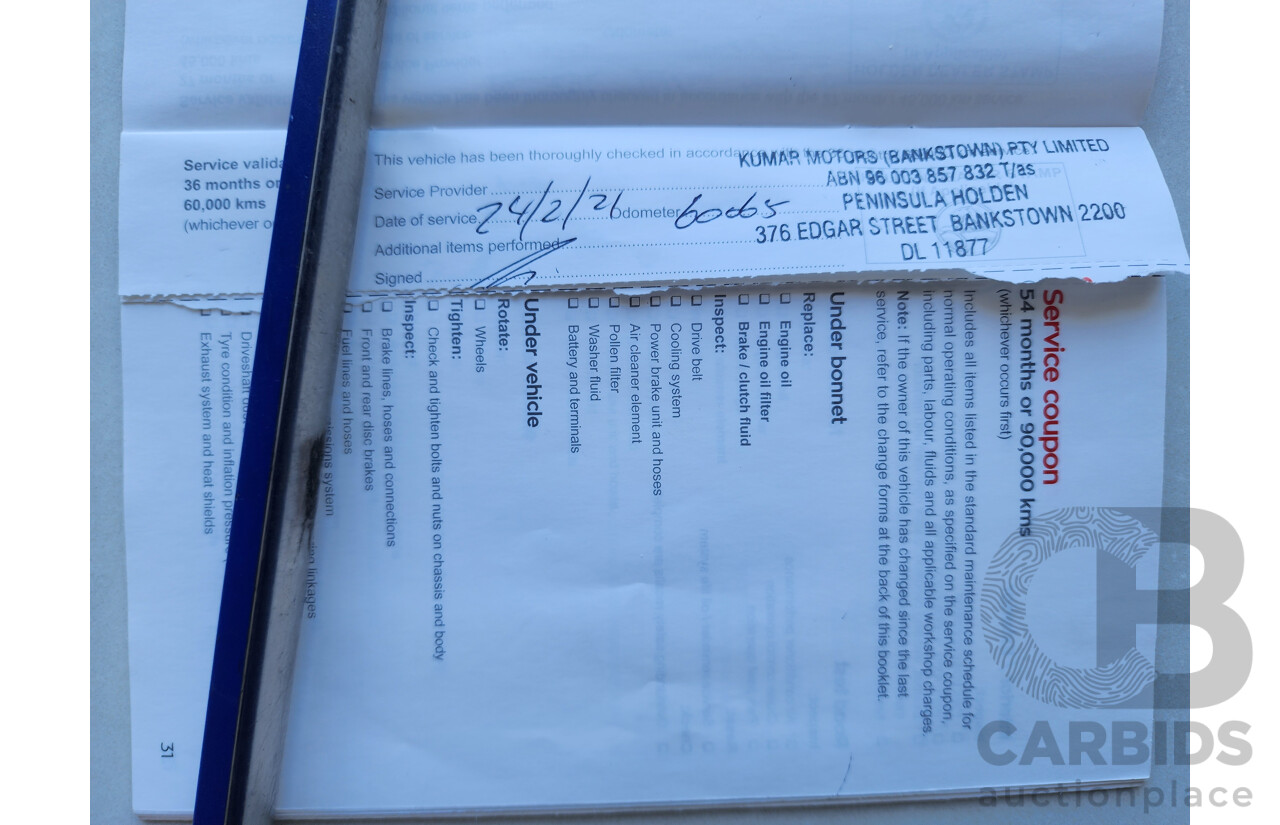 Service valida
36 months or
60,000 kms
(whichever o
This vehicle has been thoroughly checked in accordance with the
Service Provider
Date of service 24/2/21 Odometer 60065
Additional items performed
Signed
KUMAR MOTORS (BANKSTOWN) PTY LIMITED
ABN 96 003 857 832 T/as
PENINSULA HOLDEN
376 EDGAR STREET BANKSTOWN 2200
DL 11877
Service coupon
54 months or 90,000 kms
(whichever occurs first)
Includes all items listed in the standard maintenance schedule for
normal operating conditions, as specified on the service coupon,
including parts, labour, fluids and all applicable workshop charges.
Note: If the owner of this vehicle has changed since the last
service, refer to the change forms at the back of this booklet.
Under bonnet
Replace:
Engine oil
Engine oil filter
Brake / clutch fluid
Inspect:
Drive belt
Cooling system
Power brake unit and hoses
Air cleaner element
Pollen filter
Washer fluid
Battery and terminals
Under vehicle
Rotate:
Wheels
Tighten:
Check and tighten bolts and nuts on chassis and body
Inspect:
Brake lines, hoses and connections
Front and rear disc brakes
Fuel lines and hoses
issions system
linkages
Driveshaft
Tyre condition and inflation pressure
Exhaust system and heat shields
31
CB
CARBIDS
auctionplace